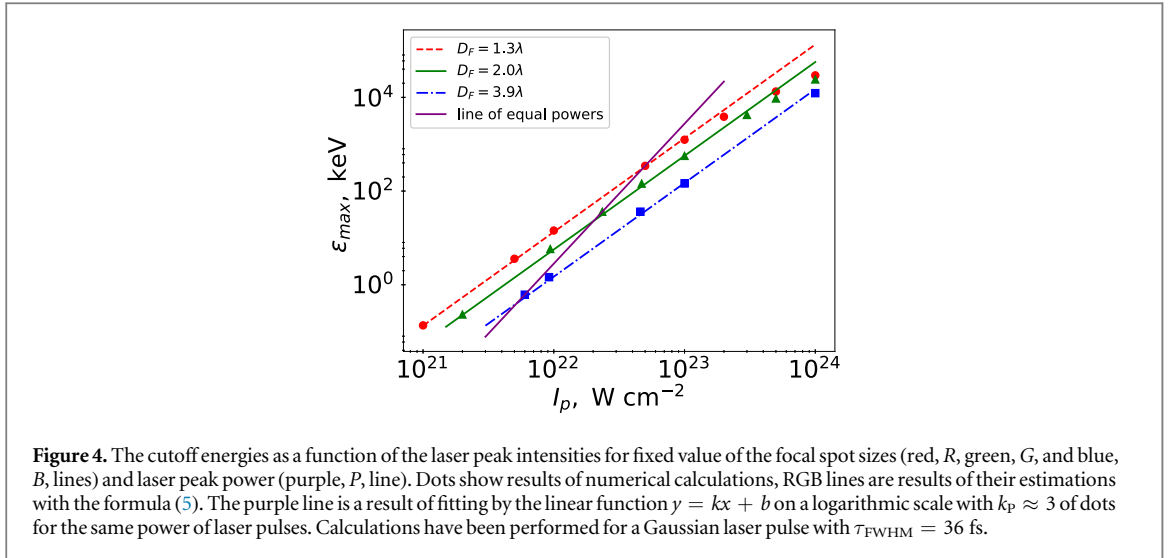 D_F = 1.3λ
D_F = 2.0λ
D_F = 3.9λ
line of equal powers
10^4
10^2
10^0
ε_max, keV
10^21 10^22 10^23 10^24
I_p, W cm^−2
Figure 4. The cutoff energies as a function of the laser peak intensities for fixed value of the focal spot sizes (red, R, green, G, and blue,
B, lines) and laser peak power (purple, P, line). Dots show results of numerical calculations, RGB lines are results of their estimations
with the formula (5). The purple line is a result of fitting by the linear function y = kx + b on a logarithmic scale with k_P ≈ 3 of dots
for the same power of laser pulses. Calculations have been performed for a Gaussian laser pulse with τ_FWHM = 36 fs.